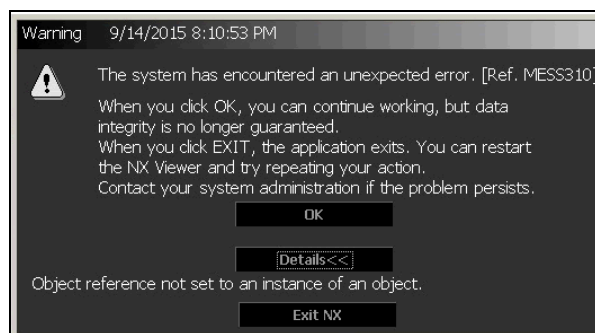 Warning 9/14/2015 8:10:53 PM
The system has encountered an unexpected error. [Ref. MESS310]
When you click OK, you can continue working, but data
integrity is no longer guaranteed.
When you click EXIT, the application exits. You can restart
the NX Viewer and try repeating your action.
Contact your system administration if the problem persists.
OK
Details<<
Object reference not set to an instance of an object.
Exit NX